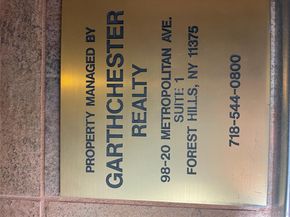 PROPERTY MANAGED BY
GARTHCHESTER
REALTY
98-20 METROPOLITAN AVE.
SUITE 1
FOREST HILLS, NY 11375
718-544-0800